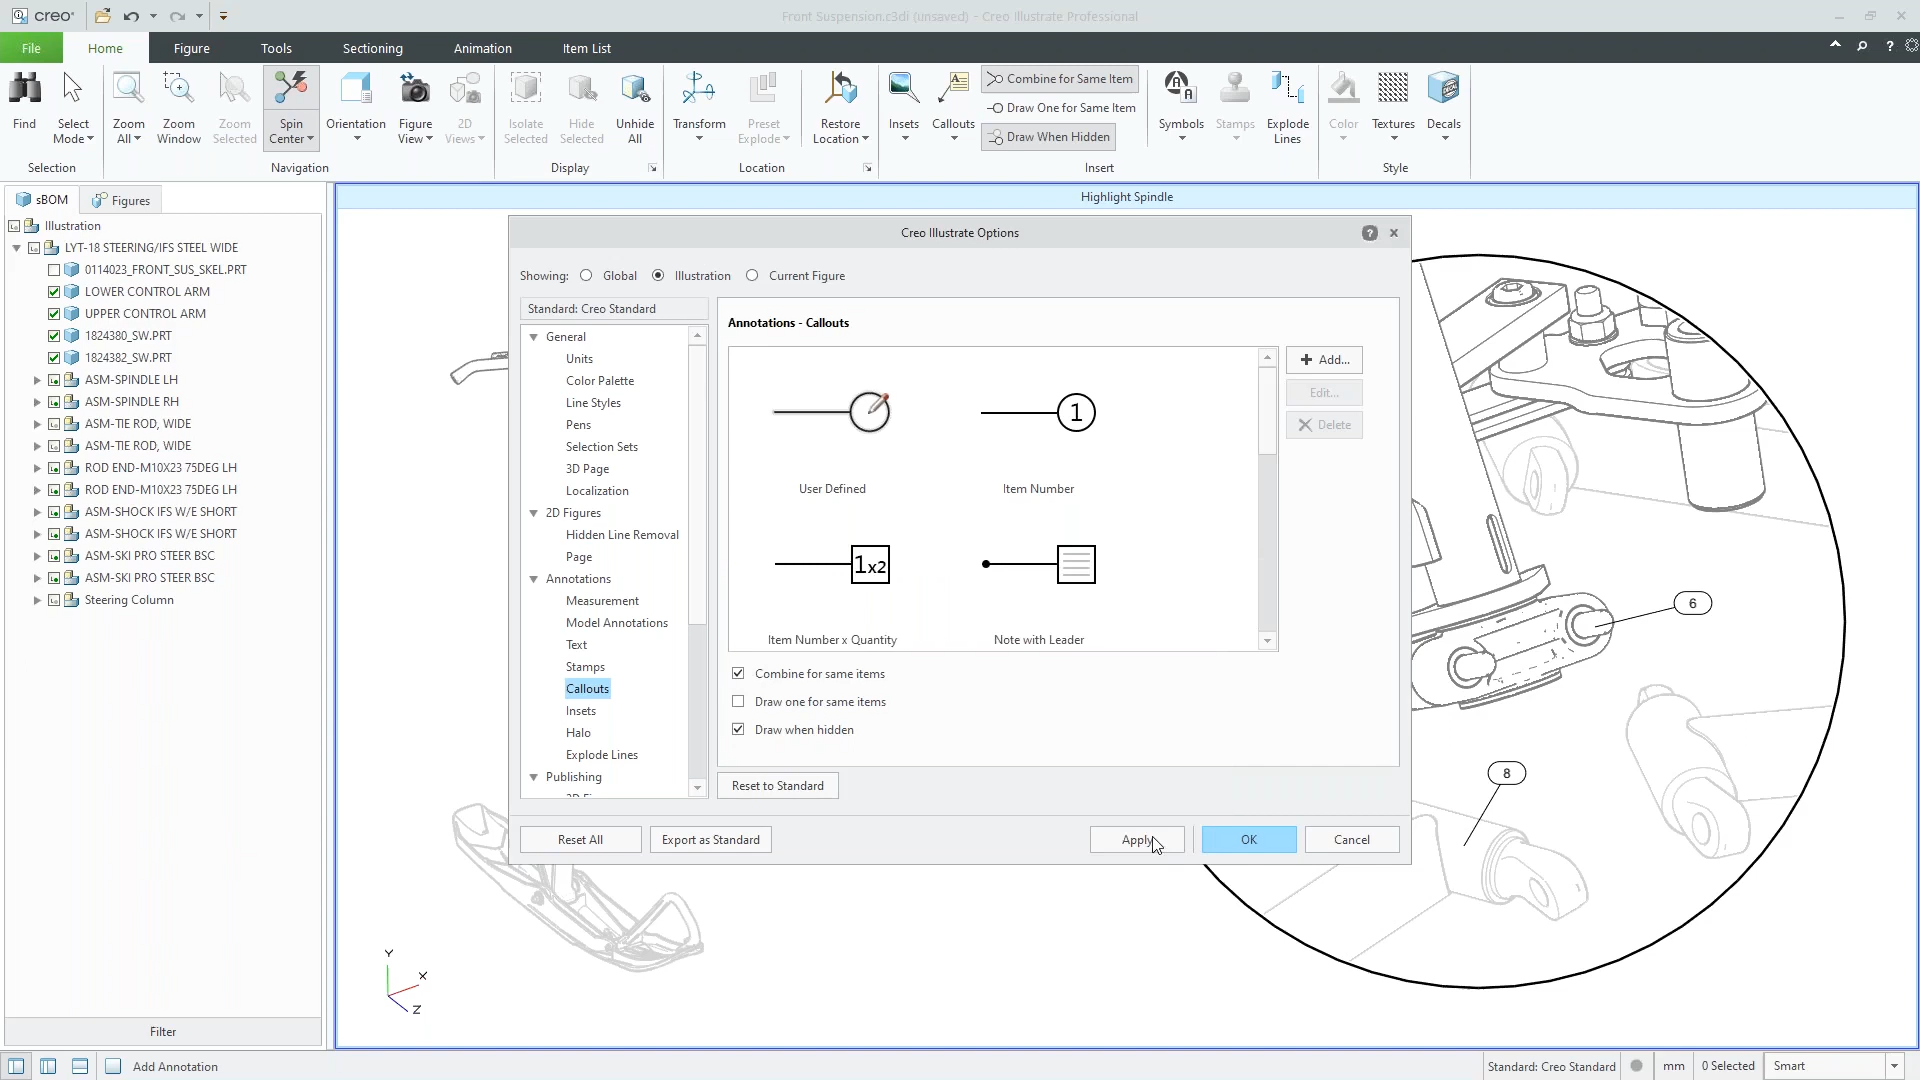 creo
Front Suspension.c3di (unsaved) - Creo Illustrate Professional
File
Home
Figure
Tools
Sectioning
Animation
Item List
?
Find
Select
Mode
Zoom
All
Zoom
Window
Zoom
Selected
Spin
Center
Orientation
Figure
View
2D
Views
Isolate
Selected
Hide
Selected
Unhide
All
Transform
Preset
Explode
Restore
Location
Inserts
Callouts
Combine for Same Item
Draw One for Same Item
Draw When Hidden
Symbols
Stamps
Explode
Lines
Color
Textures
Decals
Selection
Navigation
Display
Location
Insert
Style
sBOM
Figures
Illustration
LYT-18 STEERING/IFS STEEL WIDE
0114023_FRONT_SUS_SKEL.PRT
LOWER CONTROL ARM
UPPER CONTROL ARM
1824380_SW.PRT
1824382_SW.PRT
ASM-SPINDLE LH
ASM-SPINDLE RH
ASM-TIE ROD, WIDE
ASM-TIE ROD, WIDE
ROD END-M10X23 75DEG LH
ROD END-M10X23 75DEG LH
ASM-SHOCK IFS W/E SHORT
ASM-SHOCK IFS W/E SHORT
ASM-SKI PRO STEER BSC
ASM-SKI PRO STEER BSC
Steering Column
Filter
Highlight Spindle
Creo Illustrate Options
?
Showing:
Global
Illustration
Current Figure
Standard: Creo Standard
General
Units
Color Palette
Line Styles
Pens
Selection Sets
3D Page
Localization
2D Figures
Hidden Line Removal
Page
Annotations
Measurement
Model Annotations
Text
Stamps
Callouts
Insets
Halo
Explode Lines
Publishing
Annotations - Callouts
1
User Defined
Item Number
1x2
Item Number x Quantity
Note with Leader
Add...
Edit...
Delete
Combine for same items
Draw one for same items
Draw when hidden
Reset to Standard
Reset All
Export as Standard
Apply
OK
Cancel
6
8
Y
X
Z
Add Annotation
Standard: Creo Standard
mm
0 Selected
Smart